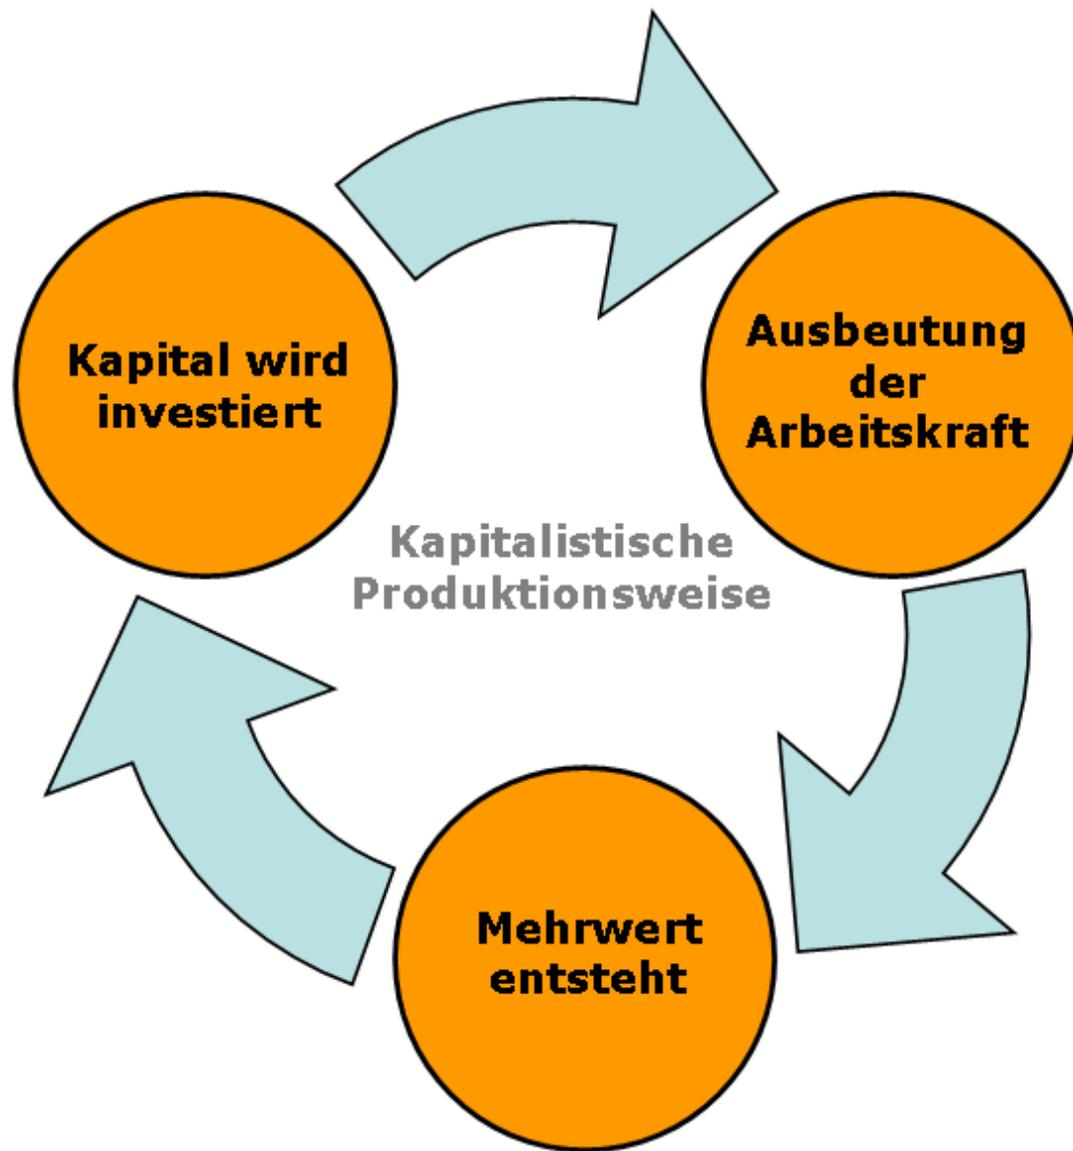 Kapital wird
investiert
Ausbeutung
der
Arbeitskraft
Kapitalistische
Produktionsweise
Mehrwert
entsteht